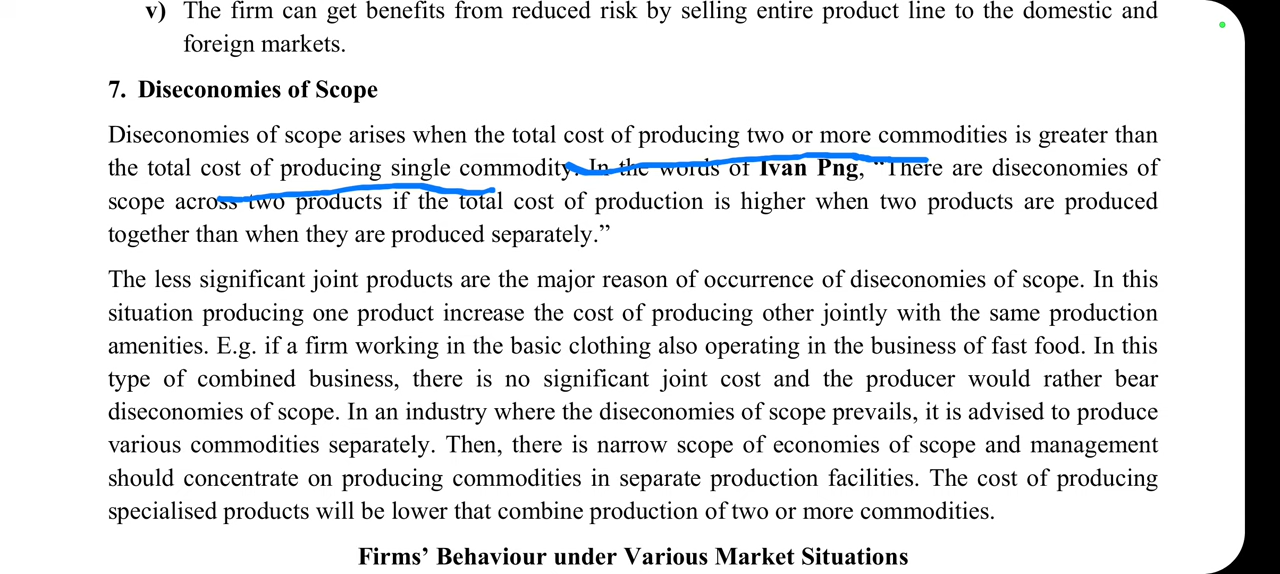 v) The firm can get benefits from reduced risk by selling entire product line to the domestic and
foreign markets.
7. Diseconomies of Scope
Diseconomies of scope arises when the total cost of producing two or more commodities is greater than
the total cost of producing single commodity. In the words of Ivan Png, “There are diseconomies of
scope across two products if the total cost of production is higher when two products are produced
together than when they are produced separately.”
The less significant joint products are the major reason of occurrence of diseconomies of scope. In this
situation producing one product increase the cost of producing other jointly with the same production
amenities. E.g. if a firm working in the basic clothing also operating in the business of fast food. In this
type of combined business, there is no significant joint cost and the producer would rather bear
diseconomies of scope. In an industry where the diseconomies of scope prevails, it is advised to produce
various commodities separately. Then, there is narrow scope of economies of scope and management
should concentrate on producing commodities in separate production facilities. The cost of producing
specialised products will be lower that combine production of two or more commodities.
Firms’ Behaviour under Various Market Situations